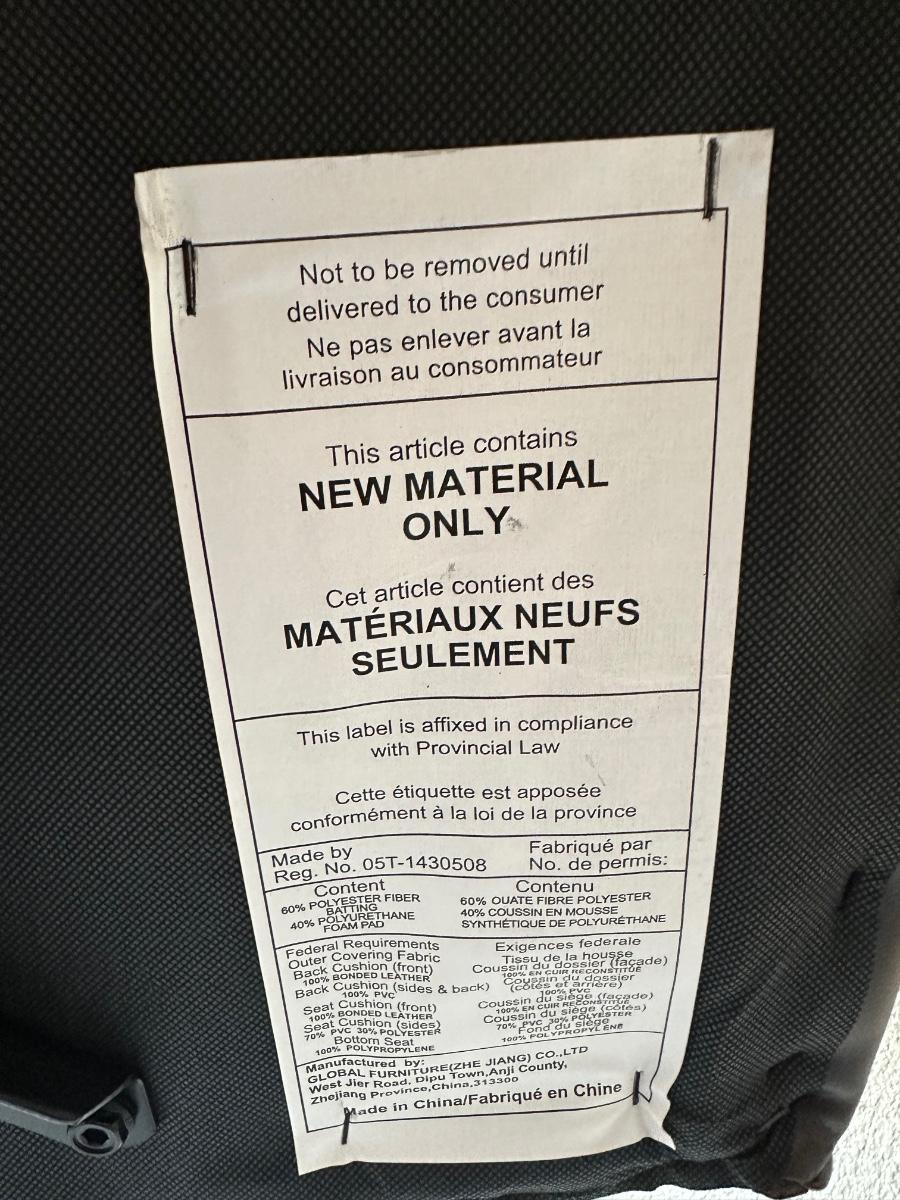 Not to be removed until
delivered to the consumer
Ne pas enlever avant la
livraison au consommateur
This article contains
NEW MATERIAL
ONLY
Cet article contient des
MATÉRIAUX NEUFS
SEULEMENT
This label is affixed in compliance
with Provincial Law
Cette étiquette est apposée
conformément à la loi de la province
Made by
Reg. No. 05T-1430508
Fabriqué par
No. de permis:
Content
60% POLYESTER FIBER
BATTING
40% POLYURETHANE
FOAM PAD
Contenu
60% OUATE FIBRE POLYESTER
40% COUSSIN EN MOUSSE
SYNTHÉTIQUE DE POLYURÉTHANE
Federal Requirements
Outer Covering Fabric
Back Cushion (front)
100% BONDED LEATHER
Back Cushion (sides & back)
100% PVC
Seat Cushion (front)
100% BONDED LEATHER
Seat Cushion (sides)
70% PVC 30% POLYESTER
Bottom Seat
100% POLYPROPYLENE
Exigences federale
Tissu de la housse
Coussin du dossier (façade)
100% EN CUIR RECONSTITUÉ
Coussin du dossier
(côtés et arrière)
100% PVC
Coussin du siège (façade)
100% EN CUIR RECONSTITUÉ
Coussin du siège (côtés)
70% PVC 30% POLYESTER
Fond du siège
100% POLYPROPYLÈNE
Manufactured by:
GLOBAL FURNITURE(ZHE JIANG) CO.,LTD
West Jier Road, Dipu Town,Anji County,
Zhejiang Province,China,313300
Made in China/Fabriqué en Chine